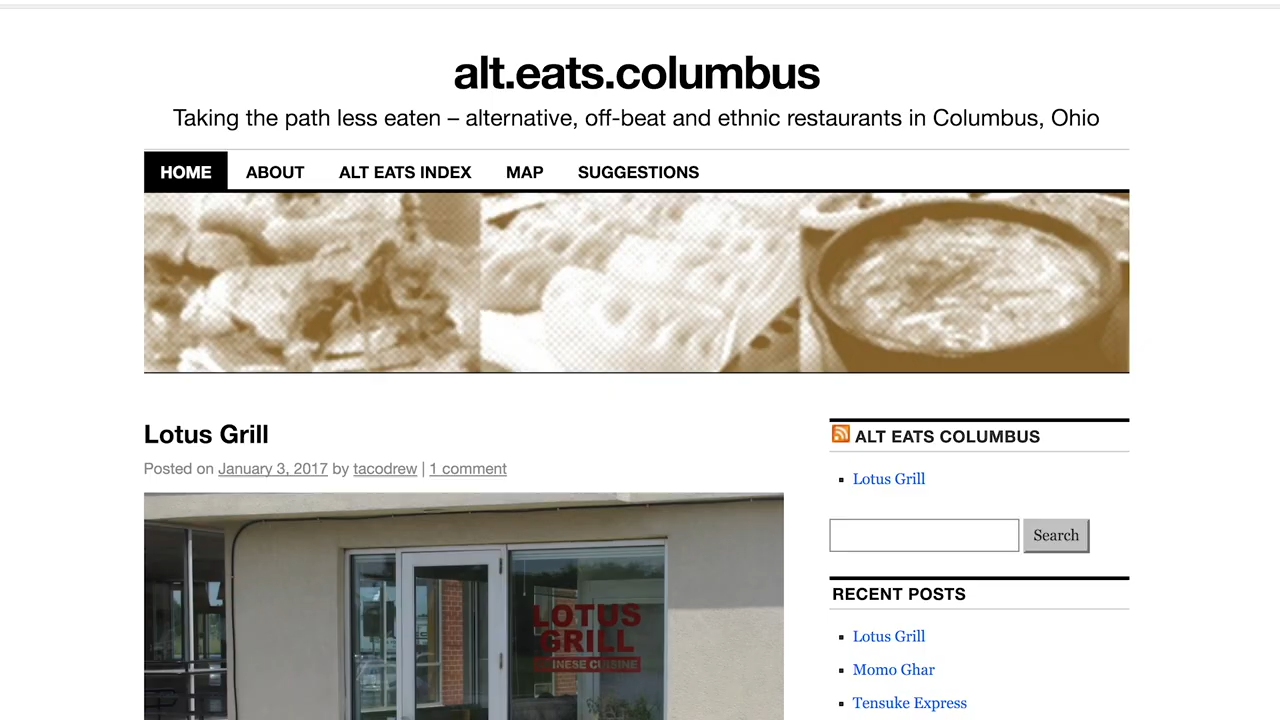 alt.eats.columbus
Taking the path less eaten – alternative, off-beat and ethnic restaurants in Columbus, Ohio
HOME ABOUT ALT EATS INDEX MAP SUGGESTIONS
Lotus Grill
Posted on January 3, 2017 by tacodrew | 1 comment
LOTUS
GRILL
CHINESE CUISINE
ALT EATS COLUMBUS
Lotus Grill
Search
RECENT POSTS
Lotus Grill
Momo Ghar
Tensuke Express